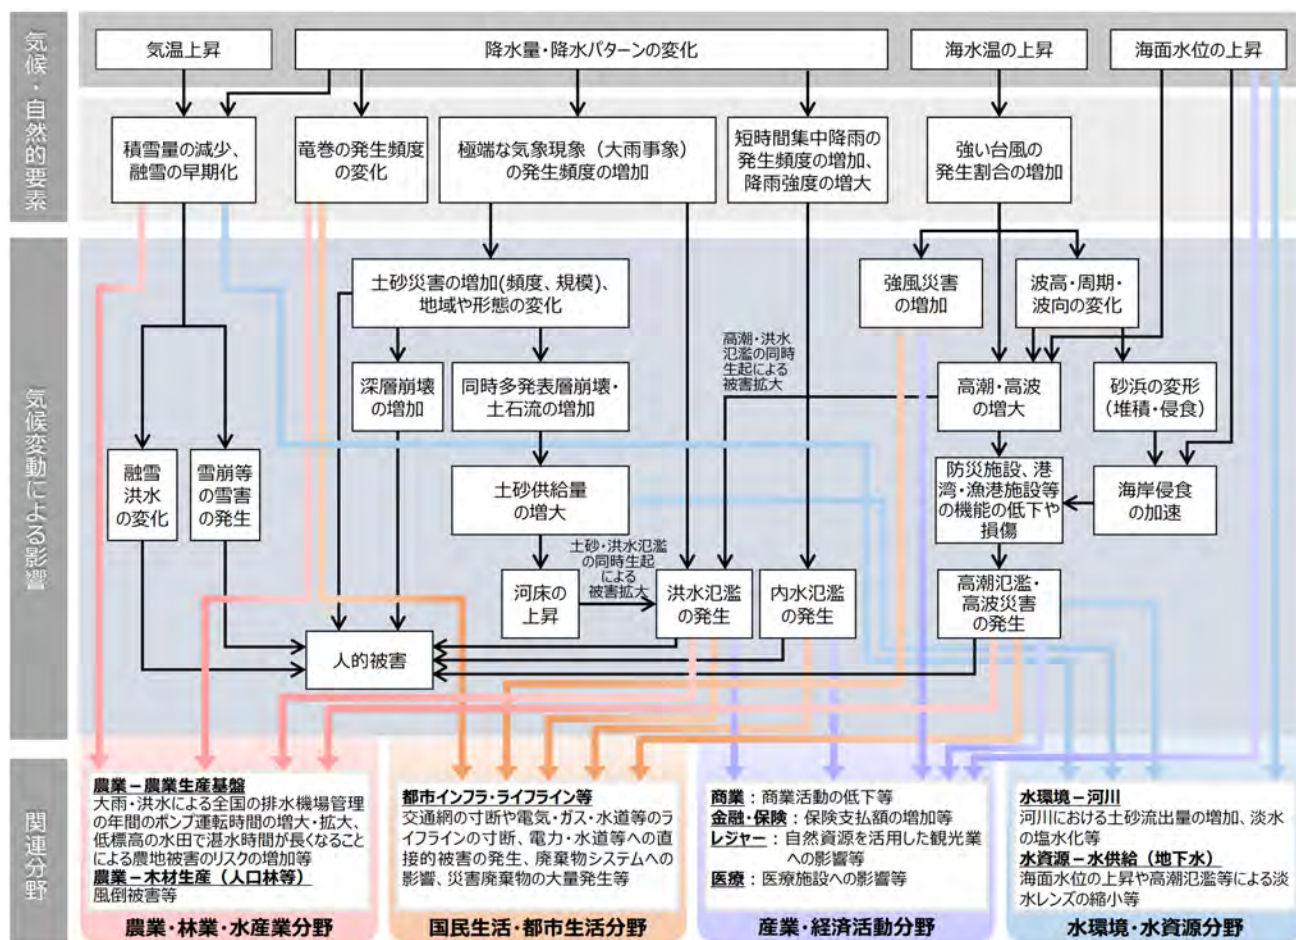 気候・自然的要素
気温上昇
降水量・降水パターンの変化
海水温の上昇
海面水位の上昇
積雪量の減少、
融雪の早期化
竜巻の発生頻度
の変化
極端な気象現象（大雨事象）
の発生頻度の増加
短時間集中降雨の
発生頻度の増加、
降雨強度の増大
強い台風の
発生割合の増加
気候変動による影響
土砂災害の増加(頻度、規模)、
地域や形態の変化
強風災害
の増加
波高・周期・
波向の変化
深層崩壊
の増加
同時多発表層崩壊・
土石流の増加
高潮・洪水
氾濫の同時
生起による
被害拡大
高潮・高波
の増大
砂浜の変形
（堆積・侵食）
融雪
洪水
の変化
雪崩等
の雪害
の発生
土砂供給量
の増大
防災施設、港
湾・漁港施設等
の機能の低下や
損傷
海岸侵食
の加速
河床の
上昇
土砂・洪水氾濫
の同時生起
による
被害拡大
洪水氾濫
の発生
内水氾濫
の発生
高潮氾濫・
高波災害
の発生
人的被害
関連分野
農業－農業生産基盤
大雨・洪水による全国の排水機場管理
の年間のポンプ運転時間の増大・拡大、
低標高の水田で湛水時間が長くなること
による農地被害のリスクの増加等
農業－木材生産（人口林等）
風倒被害等
農業・林業・水産業分野
都市インフラ・ライフライン等
交通網の寸断や電気・ガス・水道等のラ
イフラインの寸断、電力・水道等への直
接的被害の発生、廃棄物システムへの
影響、災害廃棄物の大量発生等
国民生活・都市生活分野
商業：商業活動の低下等
金融・保険：保険支払額の増加等
レジャー：自然資源を活用した観光業
への影響等
医療：医療施設への影響等
産業・経済活動分野
水環境－河川
河川における土砂流出量の増加、淡水
の塩水化等
水資源－水供給（地下水）
海面水位の上昇や高潮氾濫等による淡
水レンズの縮小等
水環境・水資源分野